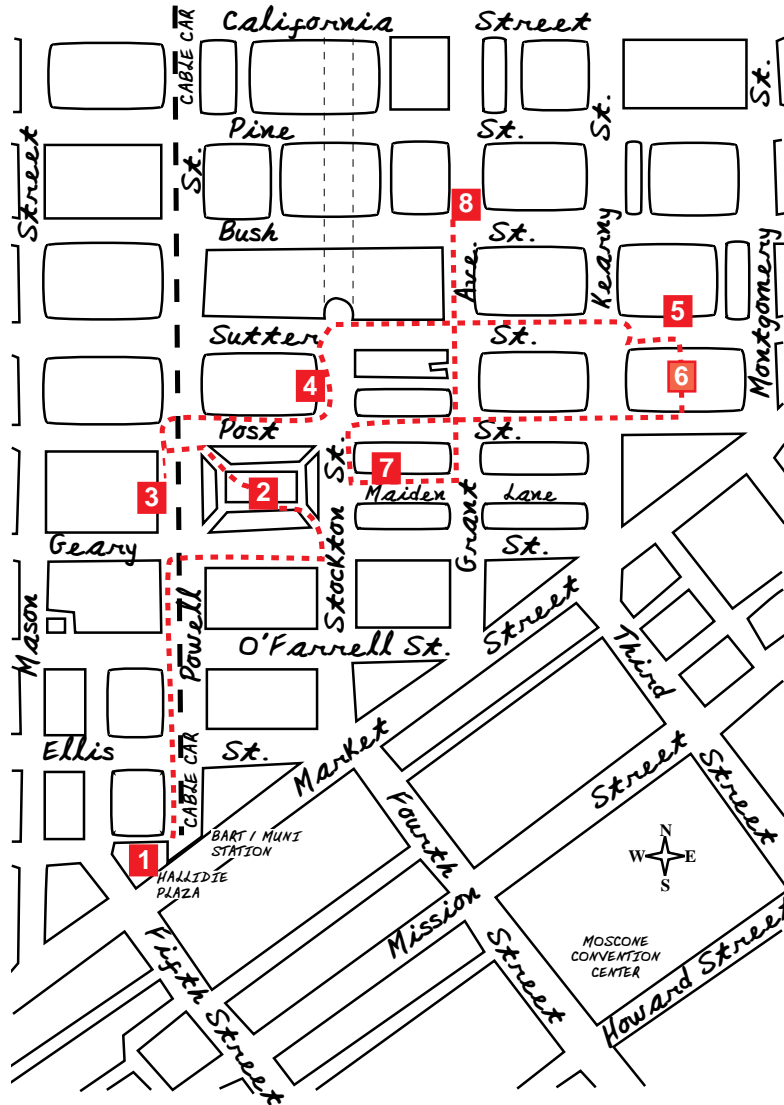 California Street
CABLE CAR
St.
Pine St.
St.
St.
Street
8
Bush St.
Ave.
Kearny
Montgomery
5
Sutter St.
4
6
Post St.
St.
7
3
2
Maiden Lane
Geary St.
Stockton
Grant
Mason
Powell
O'Farrell St.
Street
Third
Ellis St.
CABLE CAR
Market
Street
Street
1
BART / MUNI
STATION
HALLIDIE
PLAZA
Fourth
N
W E
S
Mission
Fifth Street
Street
MOSCONE
CONVENTION
CENTER
Howard Street